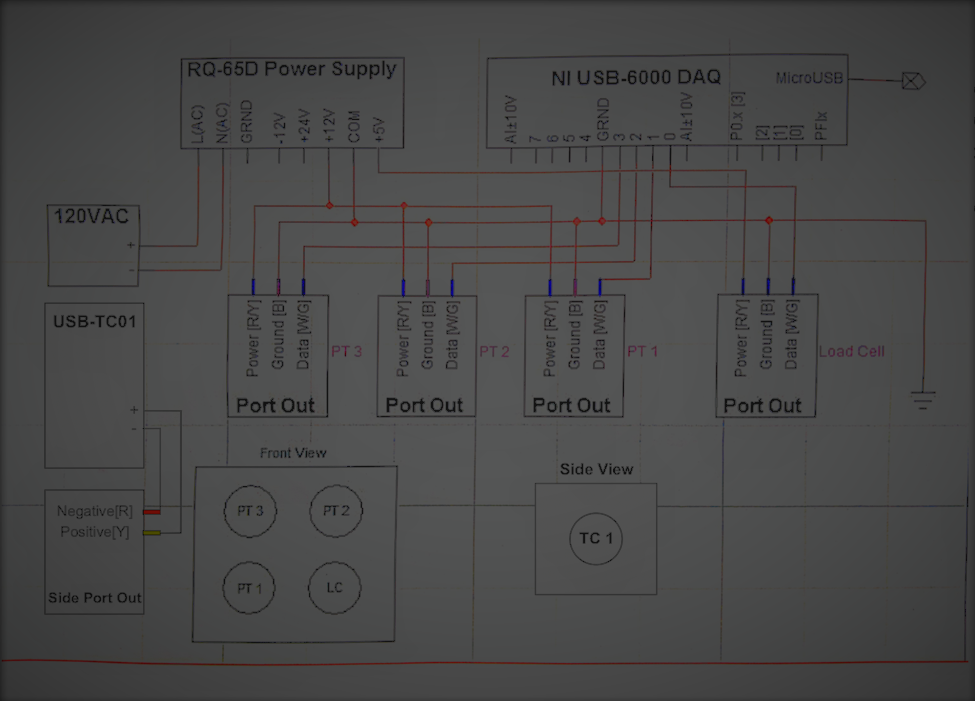 RQ-65D Power Supply
L(AC)
N(AC)
GRND
-12V
+24V
+12V
COM
+5V
NI USB-6000 DAQ
MicroUSB
AI±10V
7
6
5
4
GRND
3
2
1
0
AI±10V
P0.x [3]
[2]
[1]
[0]
PFIx
120VAC
+
-
USB-TC01
+
-
Power [R/Y]
Ground [B]
Data [W/G]
Port Out
PT 3
Power [R/Y]
Ground [B]
Data [W/G]
Port Out
PT 2
Power [R/Y]
Ground [B]
Data [W/G]
Port Out
PT 1
Power [R/Y]
Ground [B]
Data [W/G]
Port Out
Load Cell
Negative[R]
Positive[Y]
Side Port Out
Front View
PT 3
PT 2
PT 1
LC
Side View
TC 1